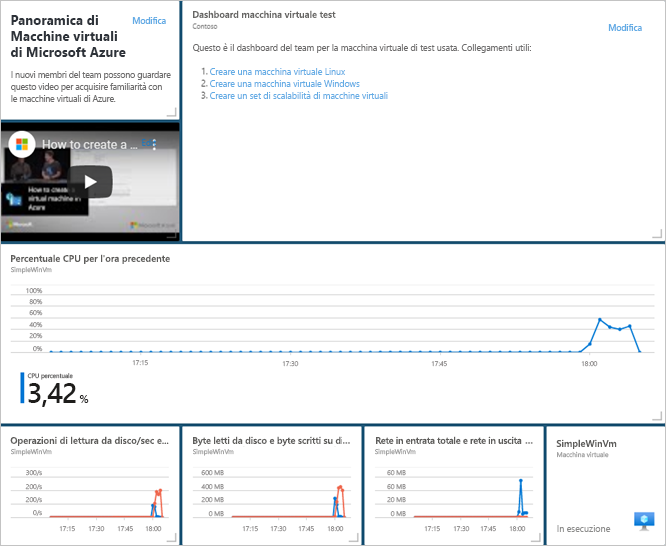 Panoramica di
Macchine virtuali
di Microsoft Azure
Modifica
I nuovi membri del team possono guardare
questo video per acquisire familiarità con
le macchine virtuali di Azure.
Dashboard macchina virtuale test
Contoso
Modifica
Questo è il dashboard del team per la macchina virtuale di test usata. Collegamenti utili:
1. Creare una macchina virtuale Linux
2. Creare una macchina virtuale Windows
3. Creare un set di scalabilità di macchine virtuali
How to create a ...
How to create a
virtual machine in
Azure
Microsoft
Percentuale CPU per l'ora precedente
SimpleWinVm
100%
80%
60%
40%
20%
0%
17:15
17:30
17:45
18:00
CPU percentuale
3,42 %
Operazioni di lettura da disco/sec e...
SimpleWinVm
300/s
200/s
200/s
0/s
17:15
17:30
17:45
18:00
Byte letti da disco e byte scritti su di...
SimpleWinVm
600 MB
400 MB
200 MB
0 MB
17:15
17:30
17:45
18:00
Rete in entrata totale e rete in uscita ...
SimpleWinVm
60 MB
40 MB
20 MB
0 MB
17:15
17:30
17:45
18:00
SimpleWinVm
Macchina virtuale
In esecuzione